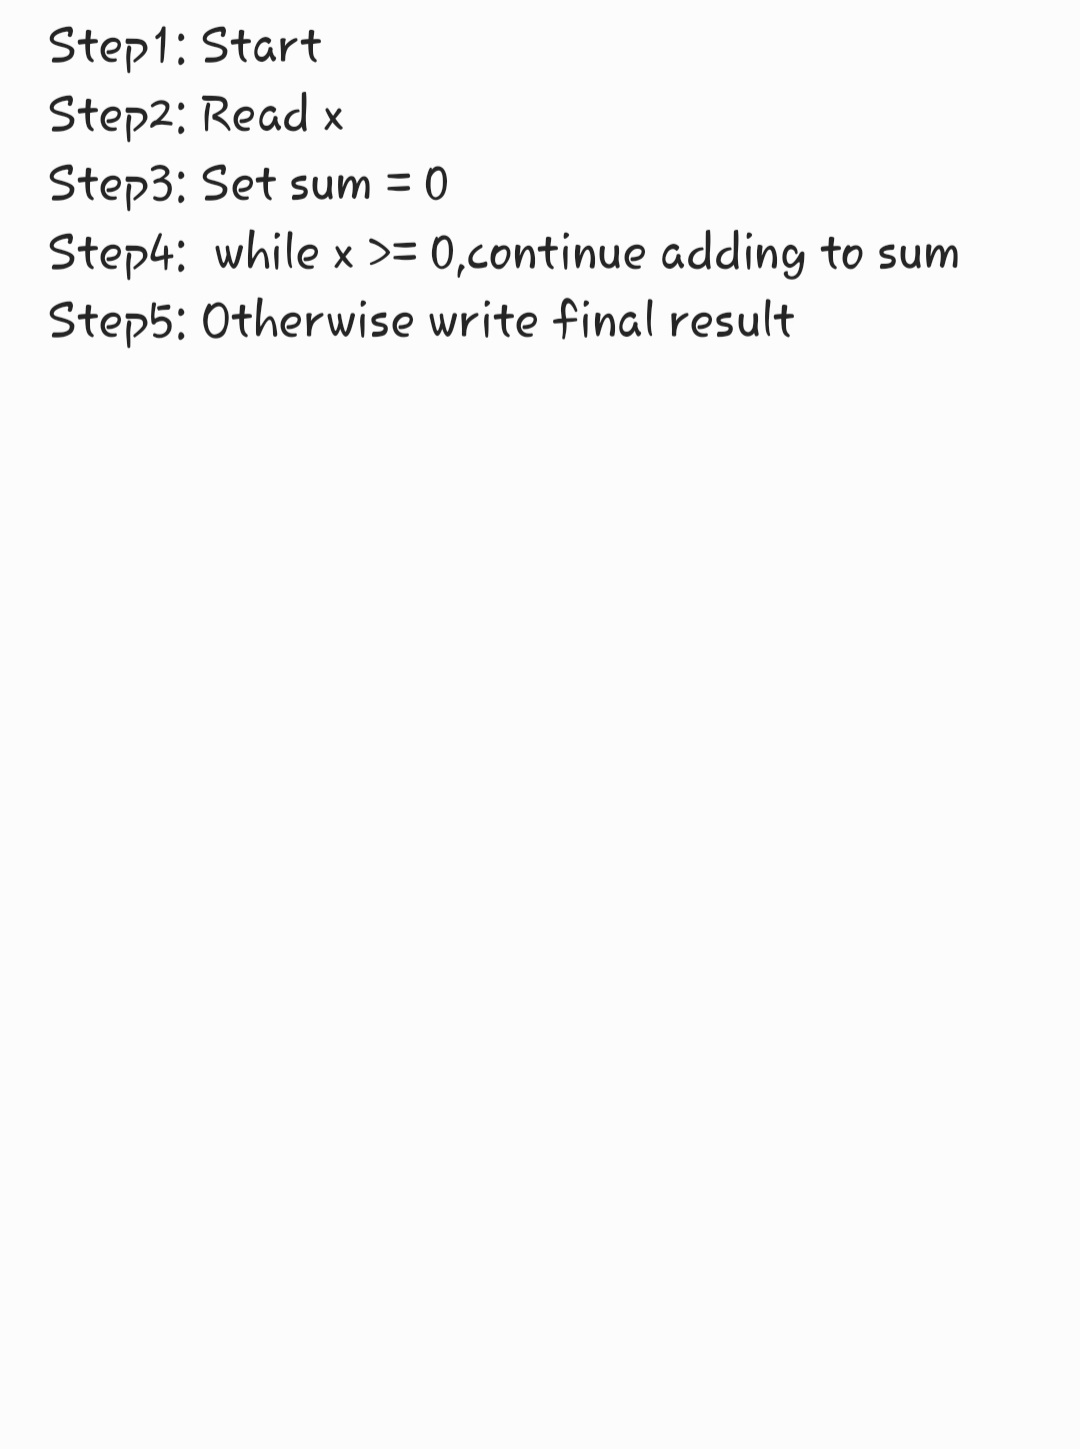 Step1: Start
Step2: Read x
Step3: Set sum = 0
Step4:  while x >= 0,continue adding to sum
Step5: Otherwise write final result